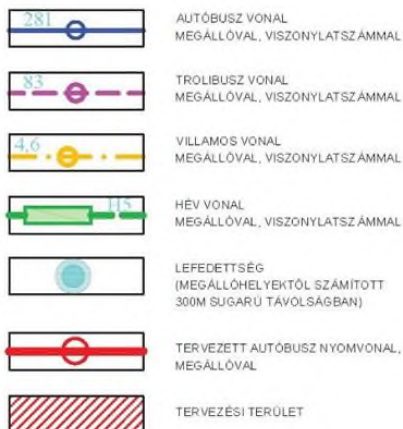 281
AUTÓBUSZ VONAL
MEGÁLLÓVAL, VISZONYLATSZÁMMAL
83
TROLIBUSZ VONAL
MEGÁLLÓVAL, VISZONYLATSZÁMMAL
4,6
VILLAMOS VONAL
MEGÁLLÓVAL, VISZONYLATSZÁMMAL
H5
HÉV VONAL
MEGÁLLÓVAL, VISZONYLATSZÁMMAL
LEFEDETTSÉG
(MEGÁLLÓHELYEKTŐL SZÁMÍTOTT
300M SUGARÚ TÁVOLSÁGBAN)
TERVEZETT AUTÓBUSZ NYOMVONAL,
MEGÁLLÓVAL
TERVEZÉSI TERÜLET